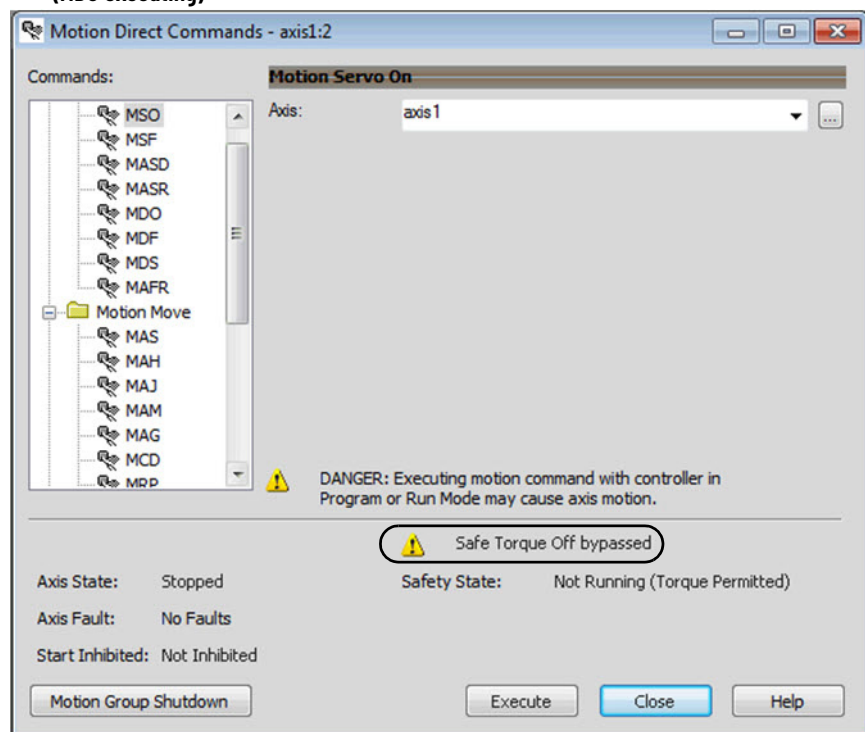 Motion Direct Commands - axis1:2
Commands:
Motion Servo On
MSO
MSF
MASD
MASR
MDO
MDF
MDS
MAFR
Motion Move
MAS
MAH
MAJ
MAM
MAG
MCD
MRP
Axis:
axis1
...
DANGER: Executing motion command with controller in
Program or Run Mode may cause axis motion.
Safe Torque Off bypassed
Axis State: Stopped
Safety State: Not Running (Torque Permitted)
Axis Fault: No Faults
Start Inhibited: Not Inhibited
Motion Group Shutdown
Execute
Close
Help